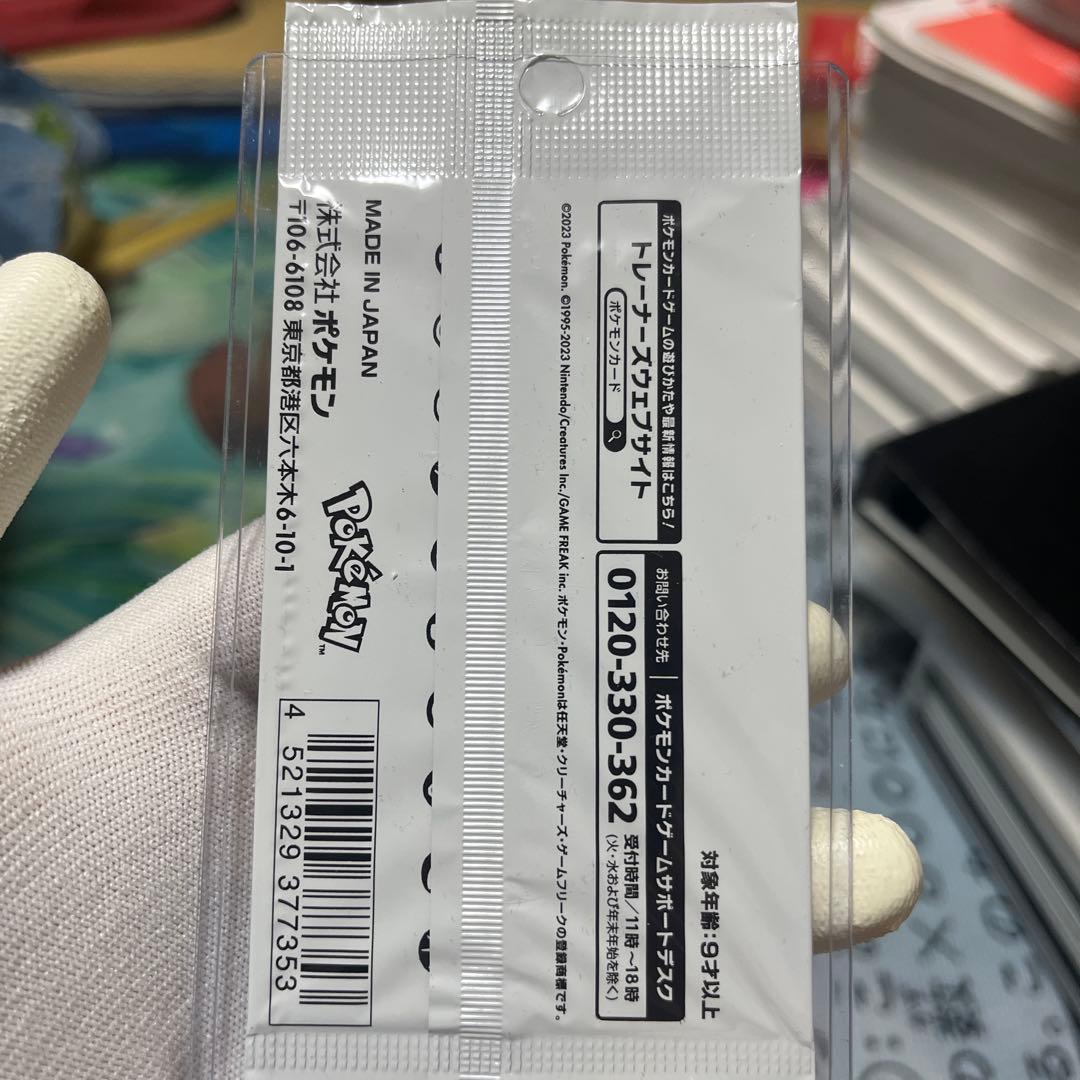 対象年齢：9才以上
ポケモンカードゲームの遊びかたや最新情報はこちら！
トレーナーズウェブサイト
ポケモンカード
お問い合わせ先｜ポケモンカードゲームサポートデスク
0120-330-362 受付時間／11時～18時
（火・水および年末年始を除く）
©2023 Pokémon. ©1995-2023 Nintendo/Creatures Inc./GAME FREAK inc. ポケモン・Pokémonは任天堂・クリーチャーズ・ゲームフリークの登録商標です。
MADE IN JAPAN
株式会社 ポケモン
〒106-6108 東京都港区六本木6-10-1
POKéMON™
4 521329 377353